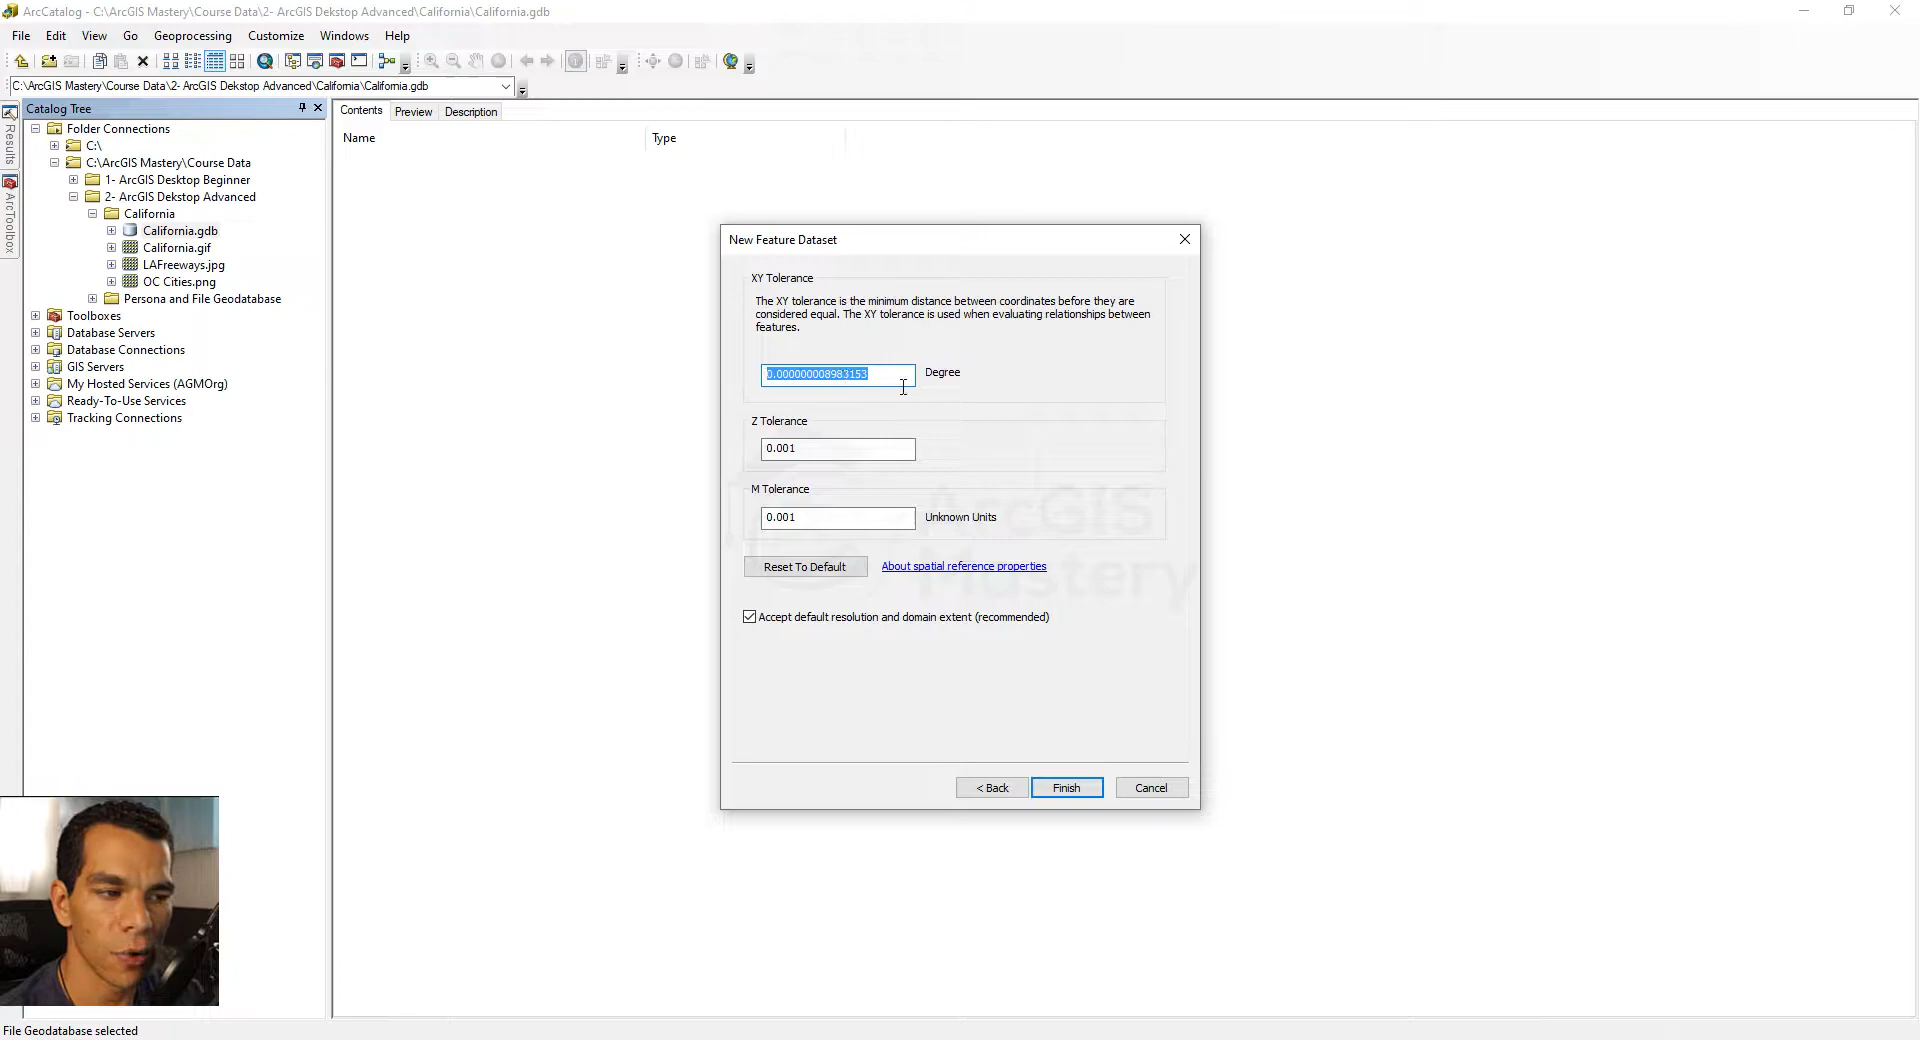 ArcCatalog - C:\ArcGIS Mastery\Course Data\2- ArcGIS Dekstop Advanced\California\California.gdb
File Edit View Go Geoprocessing Customize Windows Help
C:\ArcGIS Mastery\Course Data\2- ArcGIS Dekstop Advanced\California\California.gdb
Results
ArcToolbox
Catalog Tree
Folder Connections
C:\
C:\ArcGIS Mastery\Course Data
1- ArcGIS Desktop Beginner
2- ArcGIS Dekstop Advanced
California
California.gdb
California.gif
LAFreeways.jpg
OC Cities.png
Persona and File Geodatabase
Toolboxes
Database Servers
Database Connections
GIS Servers
My Hosted Services (AGMOrg)
Ready-To-Use Services
Tracking Connections
Contents Preview Description
Name Type
New Feature Dataset
XY Tolerance
The XY tolerance is the minimum distance between coordinates before they are
considered equal. The XY tolerance is used when evaluating relationships between
features.
0.000000008983153 Degree
Z Tolerance
0.001
M Tolerance
0.001 Unknown Units
ArcGIS
Mastery
Reset To Default About spatial reference properties
Accept default resolution and domain extent (recommended)
< Back Finish Cancel
File Geodatabase selected